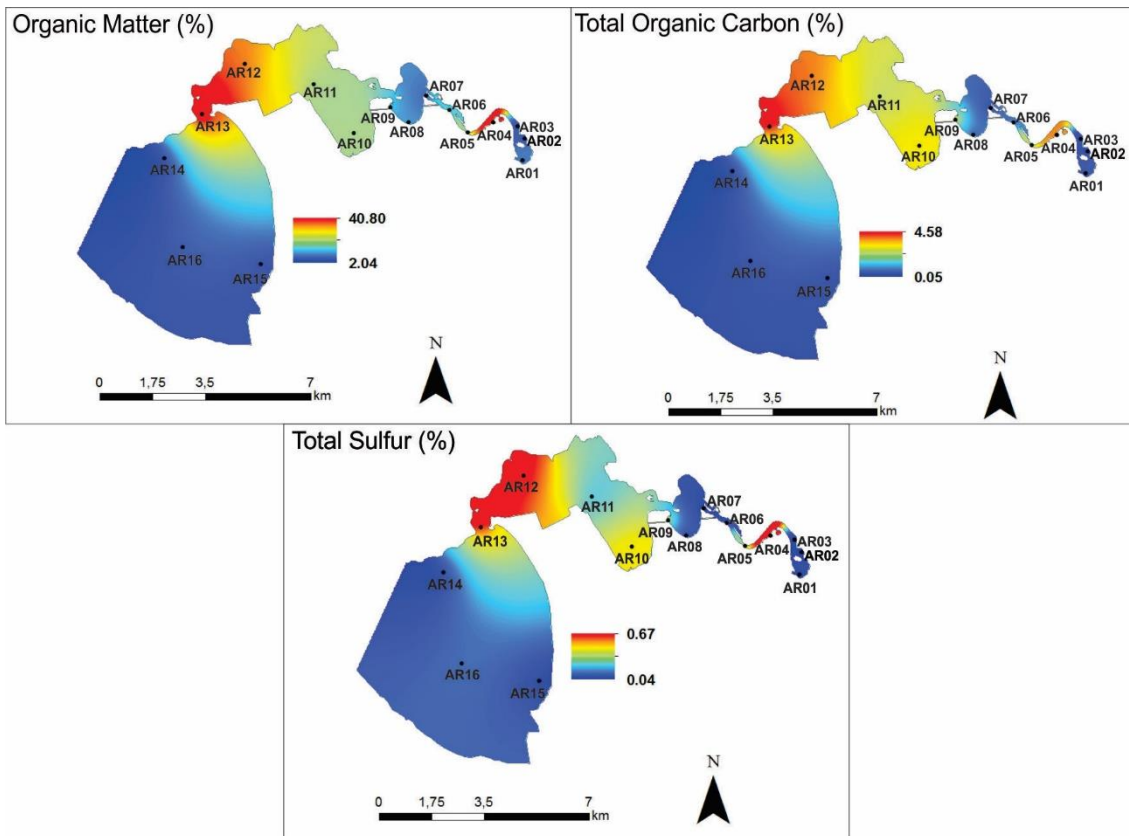 Organic Matter (%)
AR12
AR11
AR07
AR13
AR09
AR06
AR08
AR04
AR03
AR10
AR05
AR02
AR14
AR01
40.80
2.04
AR16
AR15
N
0 1,75 3,5 7
km
Total Organic Carbon (%)
AR12
AR11
AR07
AR13
AR09
AR06
AR08
AR04
AR03
AR10
AR05
AR02
AR14
AR01
4.58
0.05
AR16
AR15
N
0 1,75 3,5 7
km
Total Sulfur (%)
AR12
AR11
AR07
AR13
AR09
AR06
AR08
AR04
AR03
AR10
AR05
AR02
AR14
AR01
0.67
0.04
AR16
AR15
N
0 1,75 3,5 7
km